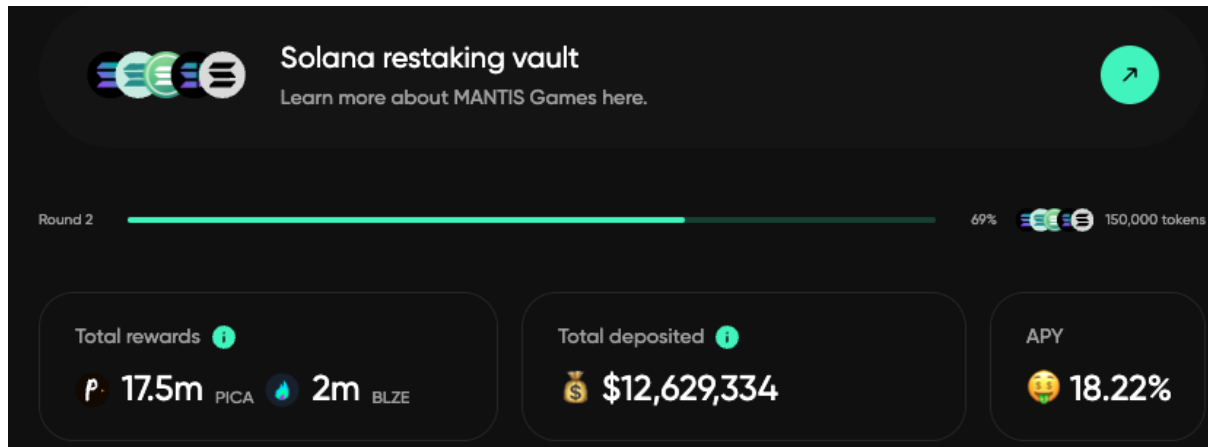 Solana restaking vault
Learn more about MANTIS Games here.
Round 2
69%
150,000 tokens
Total rewards
17.5m PICA 2m BLZE
Total deposited
$12,629,334
APY
18.22%